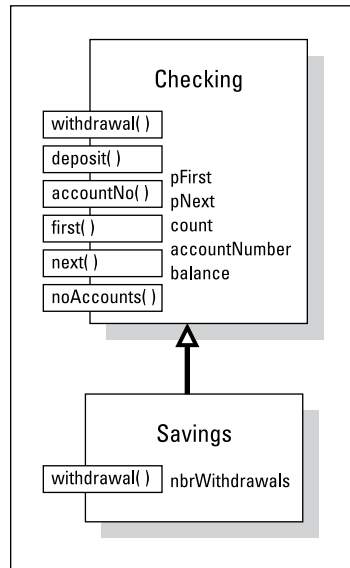 Checking
withdrawal( )
deposit( )
accountNo( )
first( )
next( )
noAccounts( )
pFirst
pNext
count
accountNumber
balance
Savings
withdrawal( )
nbrWithdrawals